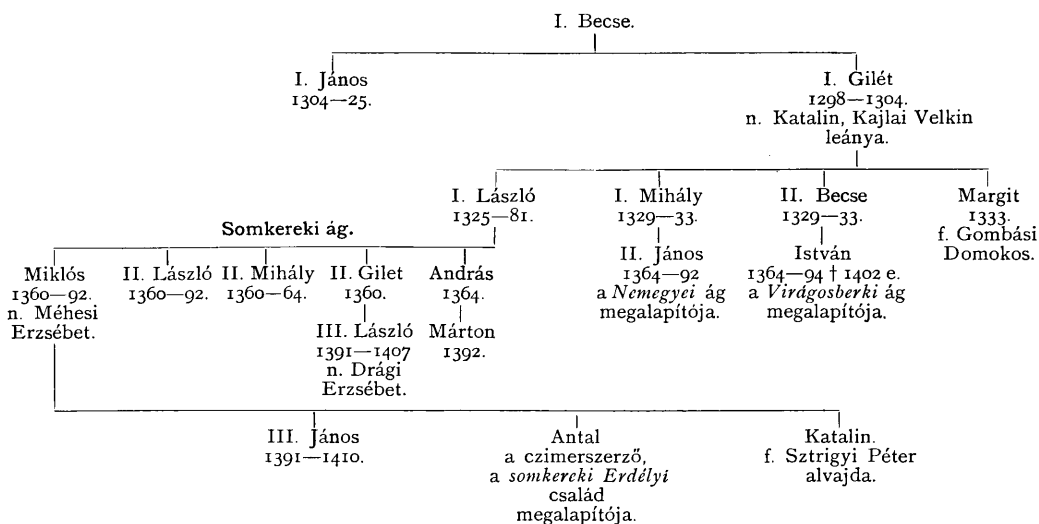 I. Becse.
I. János
1304—25.
I. Gilét
1298—1304.
n. Katalin, Kajlai Velkin
leánya.
I. László
1325—81.
I. Mihály
1329—33.
II. Becse
1329—33.
Margit
1333.
f. Gombási
Domokos.
Somkereki ág.
Miklós
1360—92.
n. Méhesi
Erzsébet.
II. László
1360—92.
II. Mihály
1360—64.
II. Gilet
1360.
András
1364.
II. János
1364—92
a Nemegyei ág
megalapítója.
István
1364—94 † 1402 e.
a Virágosberki ág
megalapítója.
III. László
1391—1407
n. Drági
Erzsébet.
Márton
1392.
III. János
1391—1410.
Antal
a czimerszerző,
a somkercki Erdélyi
család
megalapítója.
Katalin.
f. Sztrigyi Péter
alvajda.